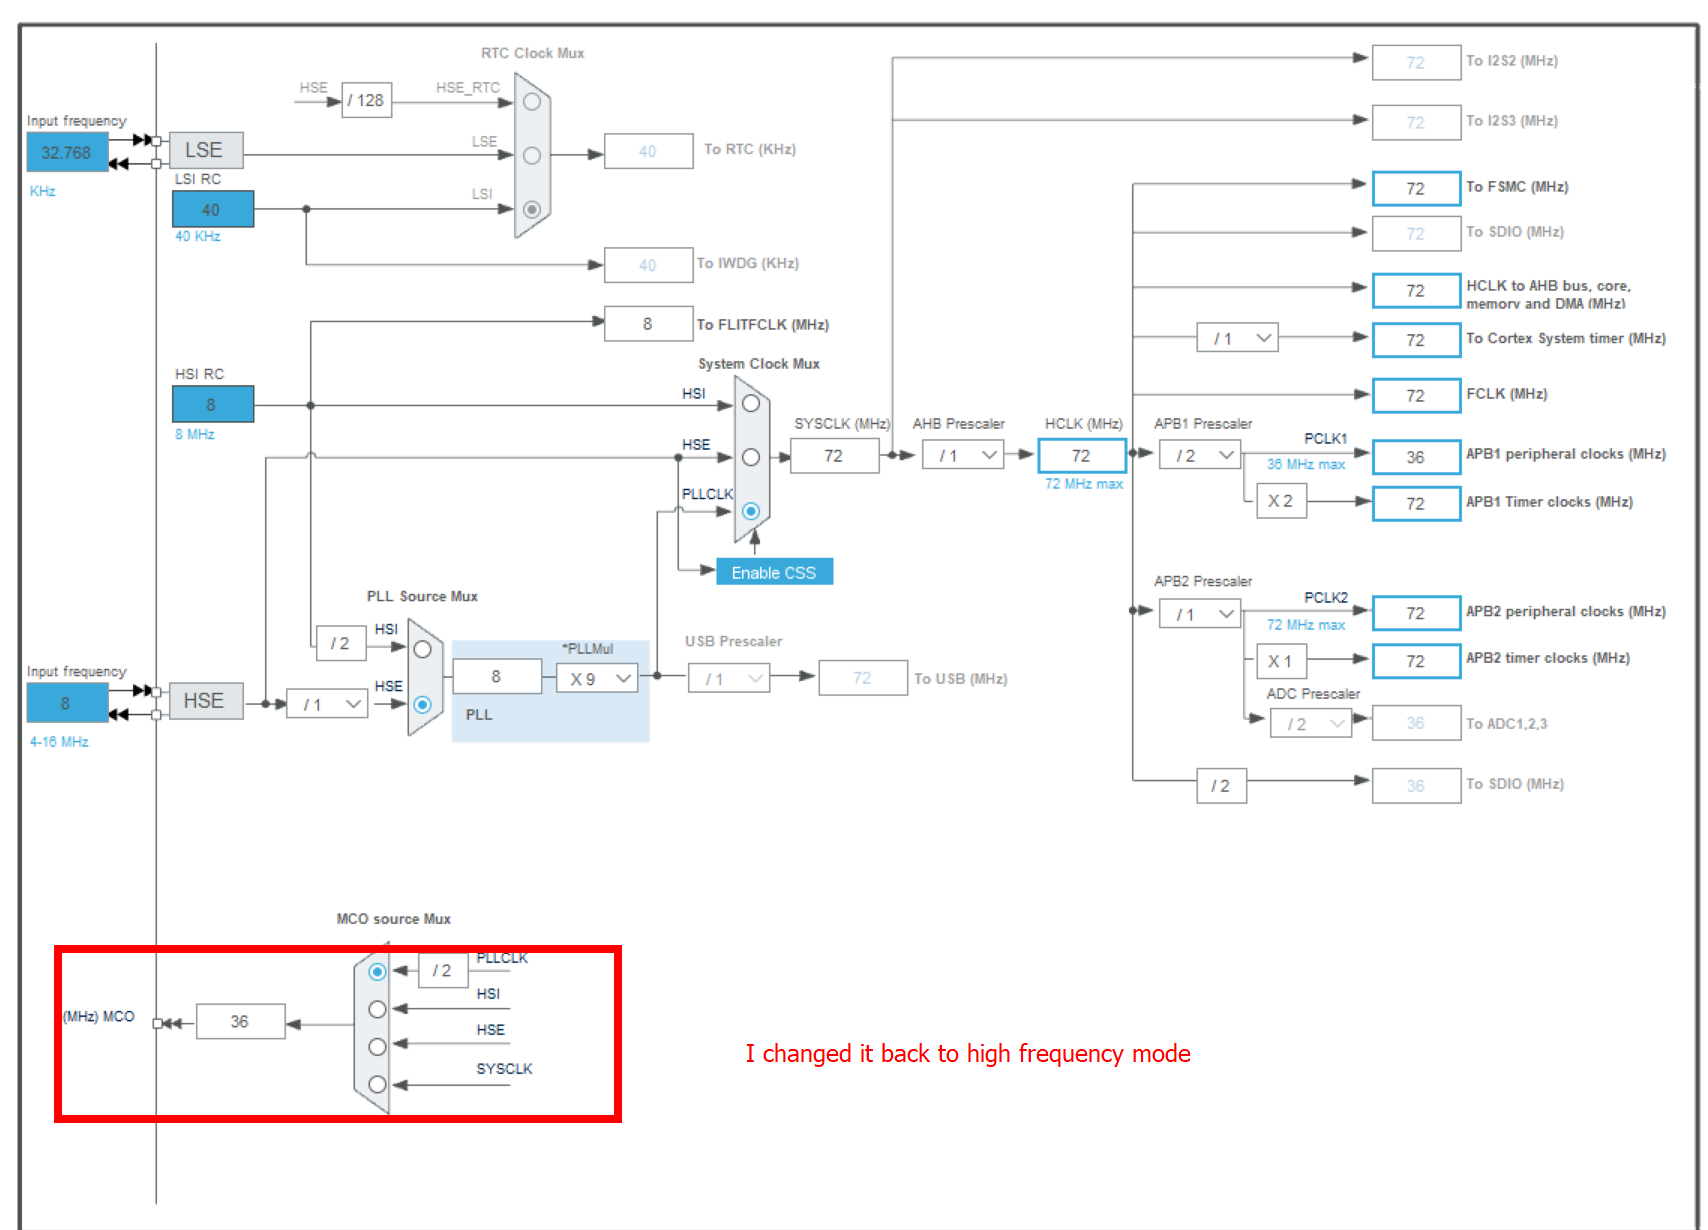 RTC Clock Mux
HSE
/ 128
HSE_RTC
72
To I2S2 (MHz)
Input frequency
32.768
KHz
LSE
LSE
40
To RTC (KHz)
72
To I2S3 (MHz)
LSI RC
40
40 KHz
LSI
40
To IWDG (KHz)
72
To FSMC (MHz)
72
To SDIO (MHz)
72
HCLK to AHB bus, core,
memory and DMA (MHz)
8
To FLITFCLK (MHz)
/ 1
72
To Cortex System timer (MHz)
System Clock Mux
HSI RC
8
8 MHz
HSI
HSE
PLLCLK
SYSCLK (MHz)
72
AHB Prescaler
/ 1
HCLK (MHz)
72
72 MHz max
72
FCLK (MHz)
APB1 Prescaler
/ 2
PCLK1
36 MHz max
36
APB1 peripheral clocks (MHz)
X 2
72
APB1 Timer clocks (MHz)
Enable CSS
PLL Source Mux
/ 2
HSI
*PLLMul
8
X 9
PLL
USB Prescaler
/ 1
72
To USB (MHz)
Input frequency
8
4-16 MHz
HSE
/ 1
HSE
APB2 Prescaler
/ 1
PCLK2
72 MHz max
72
APB2 peripheral clocks (MHz)
X 1
72
APB2 timer clocks (MHz)
ADC Prescaler
/ 2
36
To ADC1,2,3
/ 2
36
To SDIO (MHz)
MCO source Mux
/ 2
PLLCLK
HSI
(MHz) MCO
36
HSE
SYSCLK
I changed it back to high frequency mode